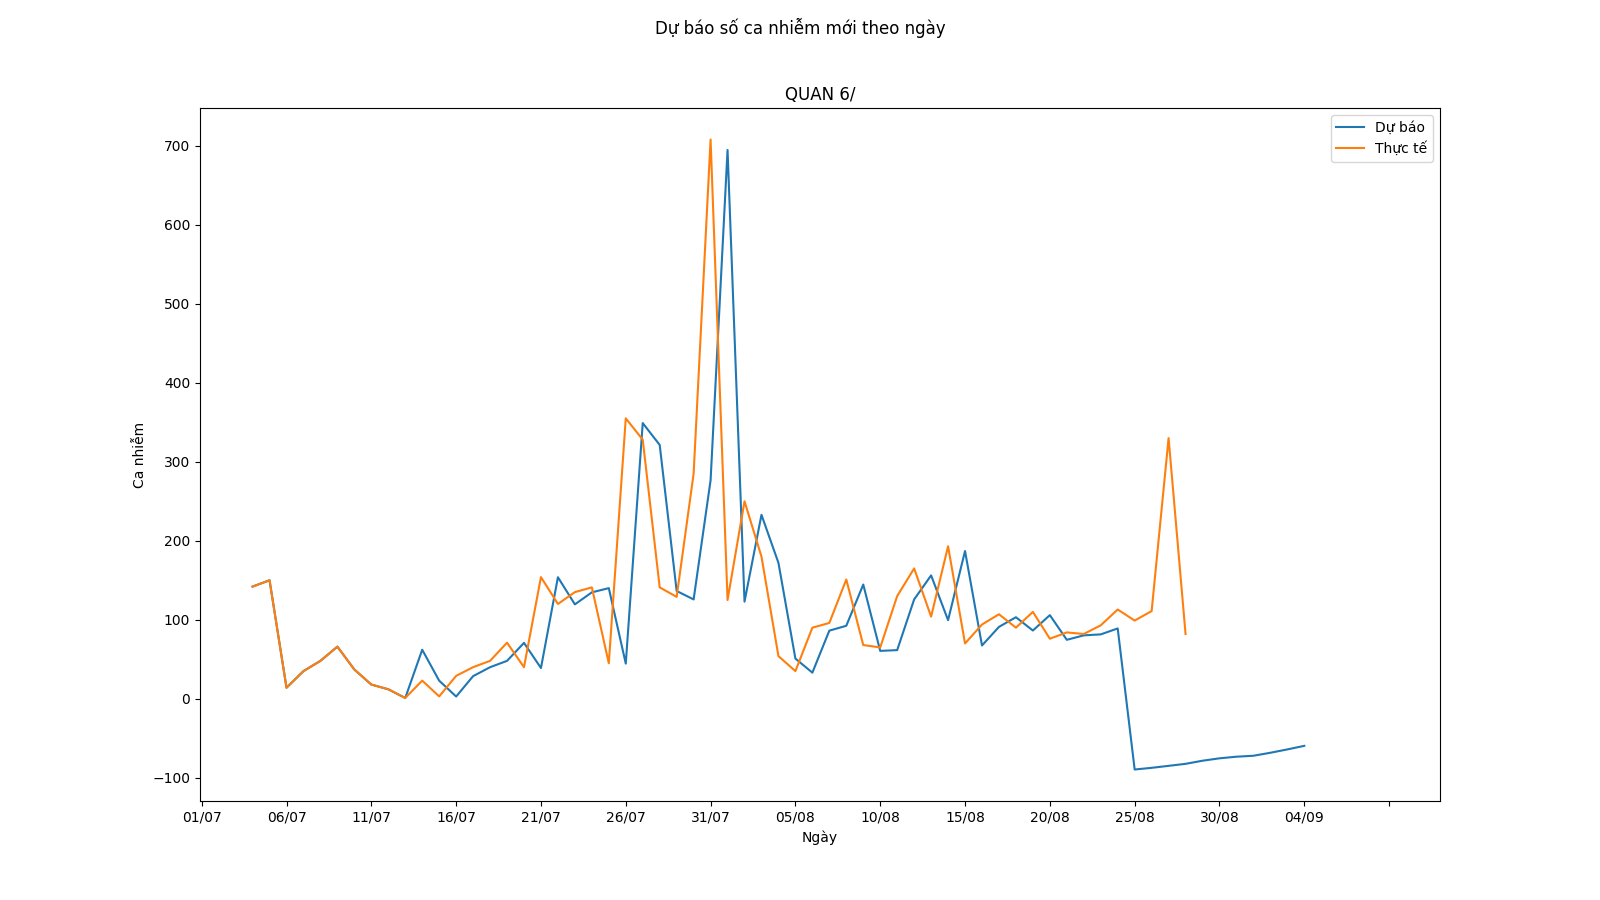 Dự báo số ca nhiễm mới theo ngày
QUAN 6/
Dự báo
Thực tế
700
600
500
400
300
200
100
0
−100
Ca nhiễm
01/07 06/07 11/07 16/07 21/07 26/07 31/07 05/08 10/08 15/08 20/08 25/08 30/08 04/09
Ngày